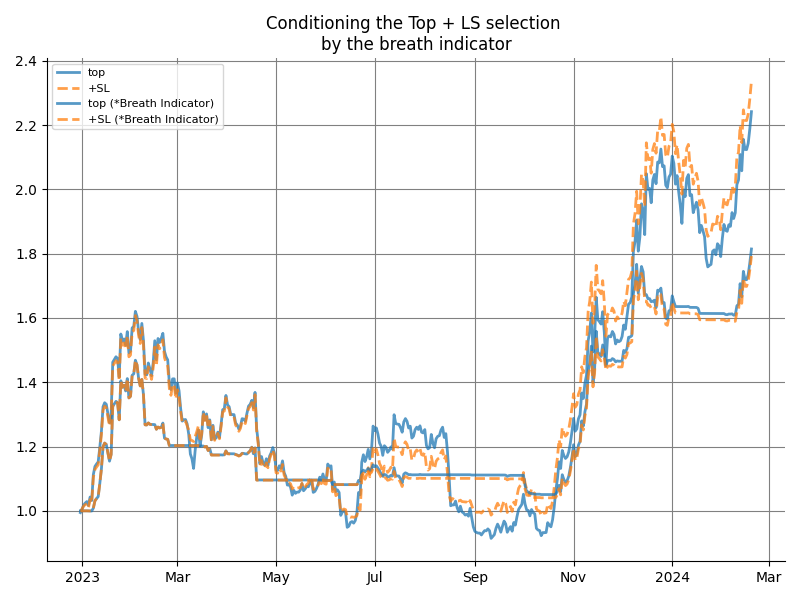 Conditioning the Top + LS selection
by the breath indicator
2.4
2.2
2.0
1.8
1.6
1.4
1.2
1.0
top
+SL
top (*Breath Indicator)
+SL (*Breath Indicator)
2023
Mar
May
Jul
Sep
Nov
2024
Mar